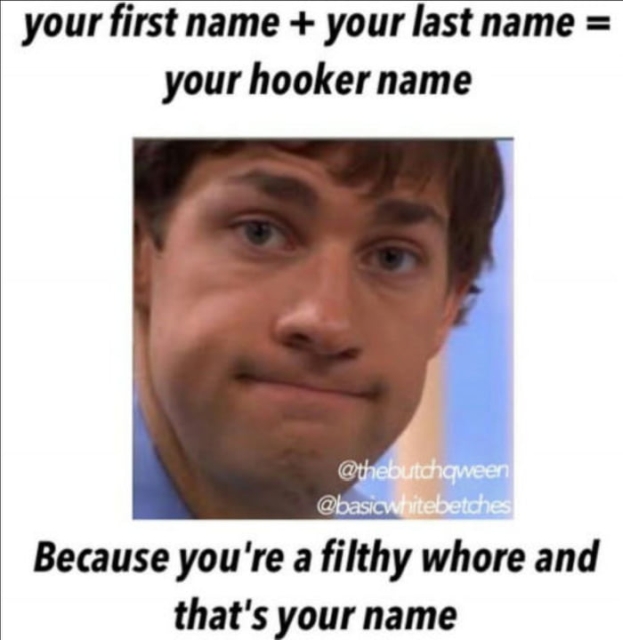 your first name + your last name =
your hooker name
@thebutchqween
@basicwhitebetches
Because you're a filthy whore and
that's your name